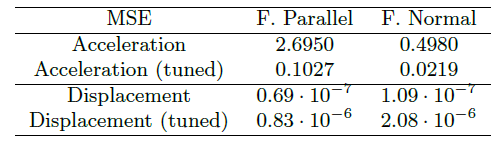 MSE F. Parallel F. Normal
Acceleration 2.6950 0.4980
Acceleration (tuned) 0.1027 0.0219
Displacement 0.69 · 10⁻⁷ 1.09 · 10⁻⁷
Displacement (tuned) 0.83 · 10⁻⁶ 2.08 · 10⁻⁶